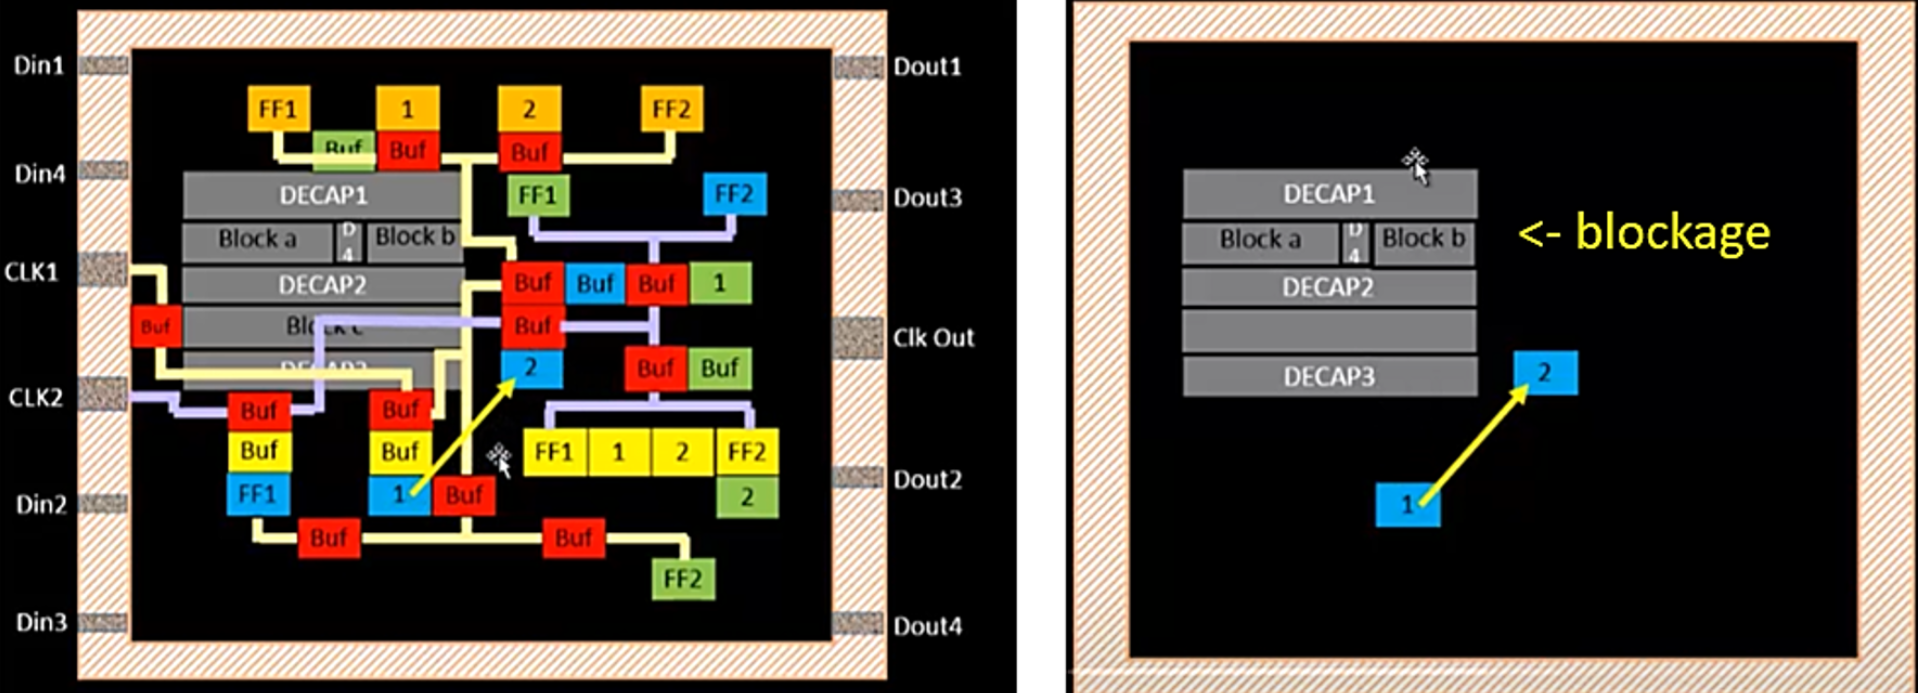 Din1
Dout1
FF1
1
2
FF2
Buf
Buf
Buf
Din4
DECAP1
FF1
FF2
Dout3
Block a
D
4
Block b
CLK1
DECAP2
Buf
Buf
Buf
1
Buf
Block c
Buf
Clk Out
DECAP3
2
Buf
Buf
CLK2
Buf
Buf
Buf
Buf
FF1
1
2
FF2
Dout2
Din2
FF1
1
Buf
2
Buf
Buf
FF2
Din3
Dout4
DECAP1
Block a
D
4
Block b
<- blockage
DECAP2
DECAP3
2
1